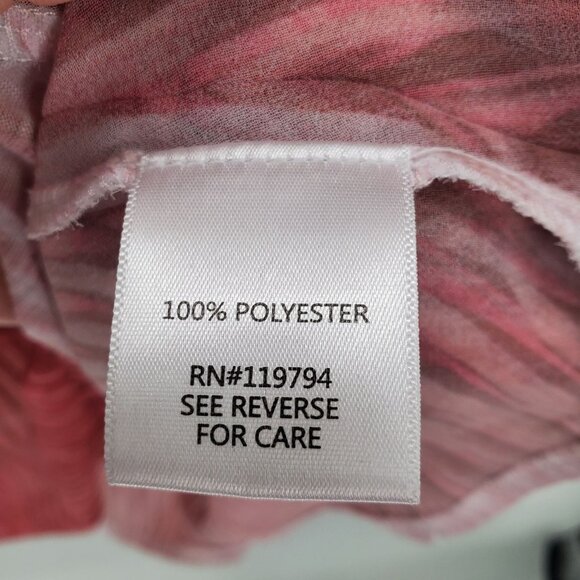 100% POLYESTER
RN#119794
SEE REVERSE
FOR CARE